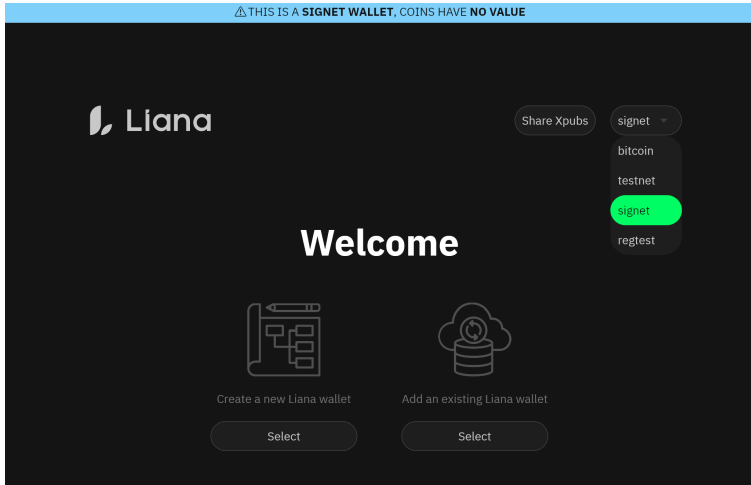 ⚠THIS IS A SIGNET WALLET, COINS HAVE NO VALUE
Liana
Share Xpubs
signet
bitcoin
testnet
signet
regtest
Welcome
Create a new Liana wallet
Add an existing Liana wallet
Select
Select